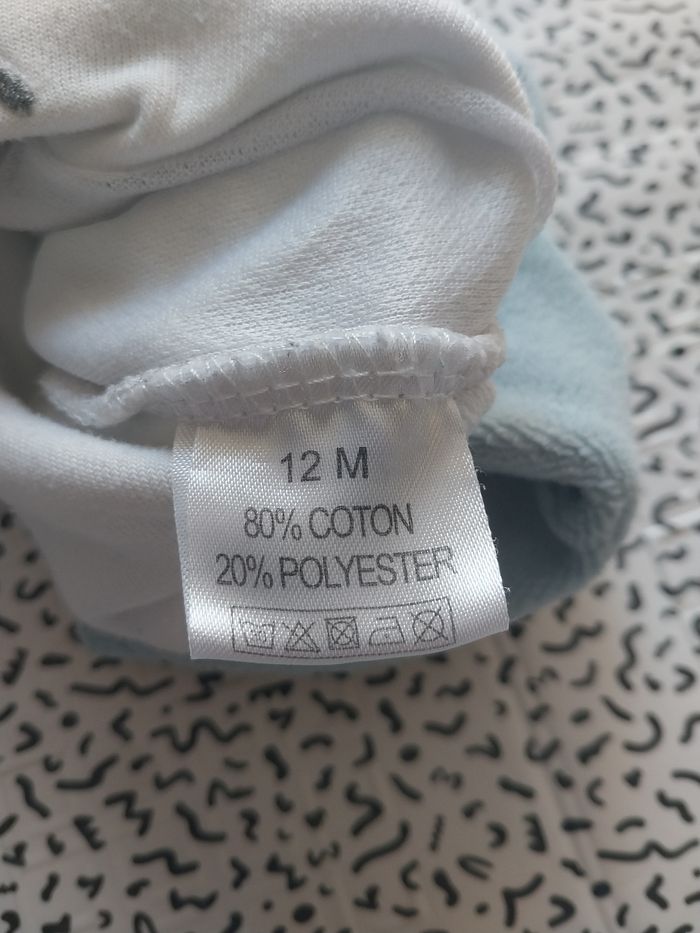 12 M
80% COTON
20% POLYESTER